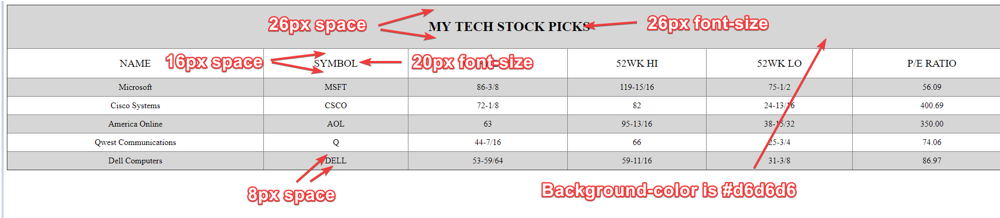 26px space MY TECH STOCK PICKS 26px font-size
NAME 16px space SYMBOL 20px font-size 52WK HI 52WK LO P/E RATIO
Microsoft MSFT 86-3/8 119-15/16 75-1/2 56.09
Cisco Systems CSCO 72-1/8 82 24-13/16 400.69
America Online AOL 63 95-13/16 38-15/32 350.00
Qwest Communications Q 44-7/16 66 25-3/4 74.06
Dell Computers DELL 53-59/64 59-11/16 31-3/8 86.97
8px space Background-color is #d6d6d6